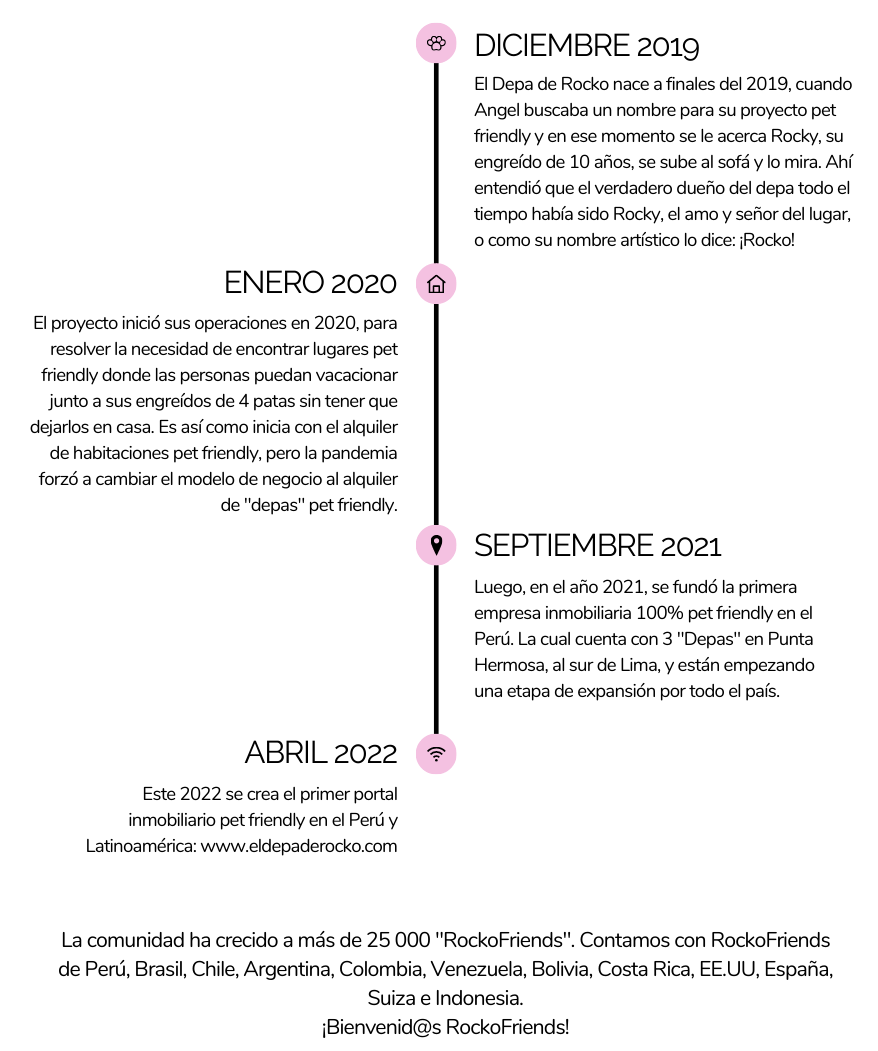 DICIEMBRE 2019
El Depa de Rocko nace a finales del 2019, cuando
Angel buscaba un nombre para su proyecto pet
friendly y en ese momento se le acerca Rocky, su
engreído de 10 años, se sube al sofá y lo mira. Ahí
entendió que el verdadero dueño del depa todo el
tiempo había sido Rocky, el amo y señor del lugar,
o como su nombre artístico lo dice: ¡Rocko!
ENERO 2020
El proyecto inició sus operaciones en 2020, para
resolver la necesidad de encontrar lugares pet
friendly donde las personas puedan vacacionar
junto a sus engreídos de 4 patas sin tener que
dejarlos en casa. Es así como inicia con el alquiler
de habitaciones pet friendly, pero la pandemia
forzó a cambiar el modelo de negocio al alquiler
de "depas" pet friendly.
SEPTIEMBRE 2021
Luego, en el año 2021, se fundó la primera
empresa inmobiliaria 100% pet friendly en el
Perú. La cual cuenta con 3 "Depas" en Punta
Hermosa, al sur de Lima, y están empezando
una etapa de expansión por todo el país.
ABRIL 2022
Este 2022 se crea el primer portal
inmobiliario pet friendly en el Perú y
Latinoamérica: www.eldepaderocko.com
La comunidad ha crecido a más de 25 000 "RockoFriends". Contamos con RockoFriends
de Perú, Brasil, Chile, Argentina, Colombia, Venezuela, Bolivia, Costa Rica, EE.UU, España,
Suiza e Indonesia.
¡Bienvenid@s RockoFriends!